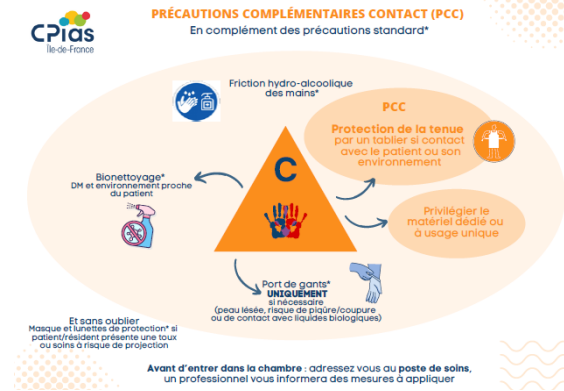 PRÉCAUTIONS COMPLÉMENTAIRES CONTACT (PCC)
En complément des précautions standard*
CPias
Île-de-France
Friction hydro-alcoolique
des mains*
PCC
Protection de la tenue
par un tablier si contact
avec le patient ou son
environnement
C
Bionettoyage*
DM et environnement proche
du patient
Privilégier le
matériel dédié ou
à usage unique
Port de gants*
UNIQUEMENT
si nécessaire
(peau lésée, risque de piqûre/coupure
ou de contact avec liquides biologiques)
Et sans oublier
Masque et lunettes de protection* si
patient/résident présente une toux
ou soins à risque de projection
Avant d'entrer dans la chambre : adressez vous au poste de soins,
un professionnel vous informera des mesures à appliquer